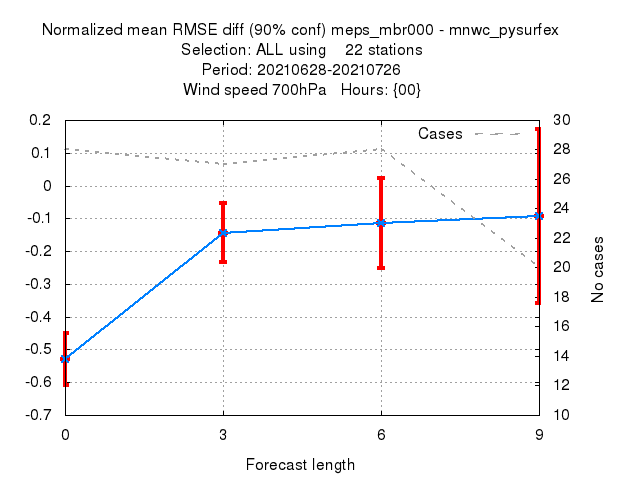 Normalized mean RMSE diff (90% conf) meps_mbr000 - mnwc_pysurfex
Selection: ALL using 22 stations
Period: 20210628-20210726
Wind speed 700hPa Hours: {00}
Cases
0.2
0.1
0
-0.1
-0.2
-0.3
-0.4
-0.5
-0.6
-0.7
30
28
26
24
22
20
18
16
14
12
10
No cases
0 3 6 9
Forecast length